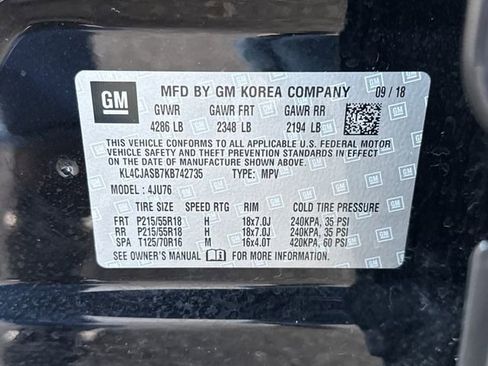 GM
MFD BY GM KOREA COMPANY 09 / 18
GVWR GAWR FRT GAWR RR
4286 LB 2348 LB 2194 LB
THIS VEHICLE CONFORMS TO ALL APPLICABLE U.S. FEDERAL MOTOR
VEHICLE SAFETY AND THEFT PREVENTION STANDARDS IN EFFECT ON THE
DATE OF MANUFACTURE SHOWN ABOVE.
KL4CJASB7KB742735 TYPE: MPV
MODEL: 4JU76
TIRE SIZE SPEED RTG RIM COLD TIRE PRESSURE
FRT P215/55R18 H 18x7.0J 240KPA, 35 PSI
RR P215/55R18 H 18x7.0J 240KPA, 35 PSI
SPA T125/70R16 M 16x4.0T 420KPA, 60 PSI
SEE OWNER'S MANUAL FOR MORE INFORMATION.